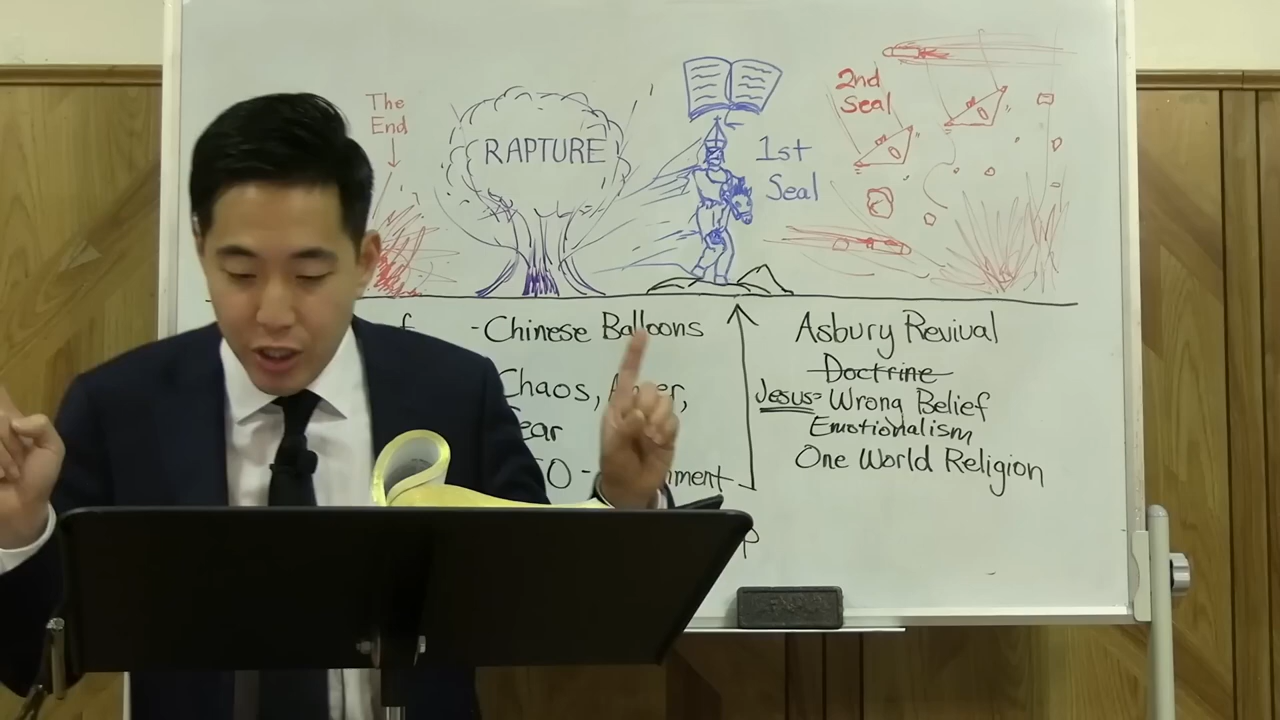 The
End
RAPTURE
1st
Seal
2nd
Seal
- Chinese Balloons
Chaos,
Asbury Revival
Doctrine
Jesus= Wrong Belief
Emotionalism
One World Religion